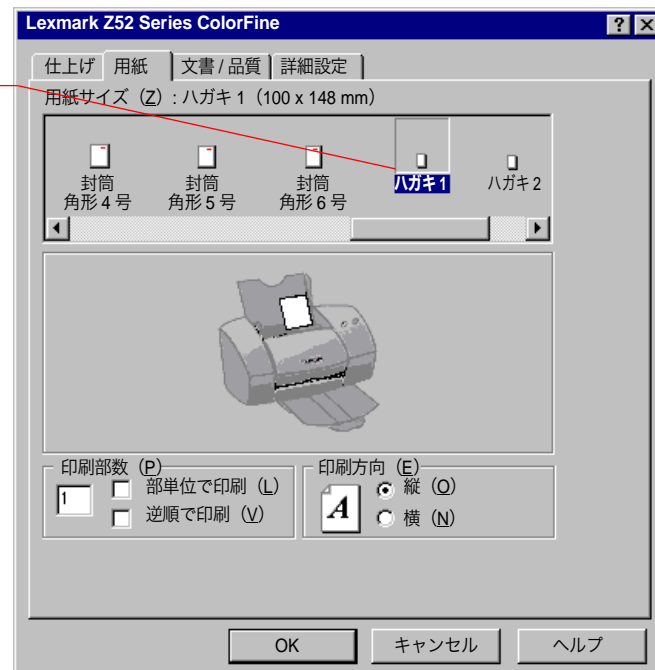 Lexmark Z52 Series ColorFine
仕上げ 用紙 文書 / 品質 詳細設定
用紙サイズ（Z）: ハガキ 1（100 x 148 mm）
封筒 封筒 封筒 ハガキ 1 ハガキ 2
角形 4 号 角形 5 号 角形 6 号
印刷部数（P） 印刷方向（E）
1 部単位で印刷（L） A 縦（O）
逆順で印刷（V） 横（N）
OK キャンセル ヘルプ